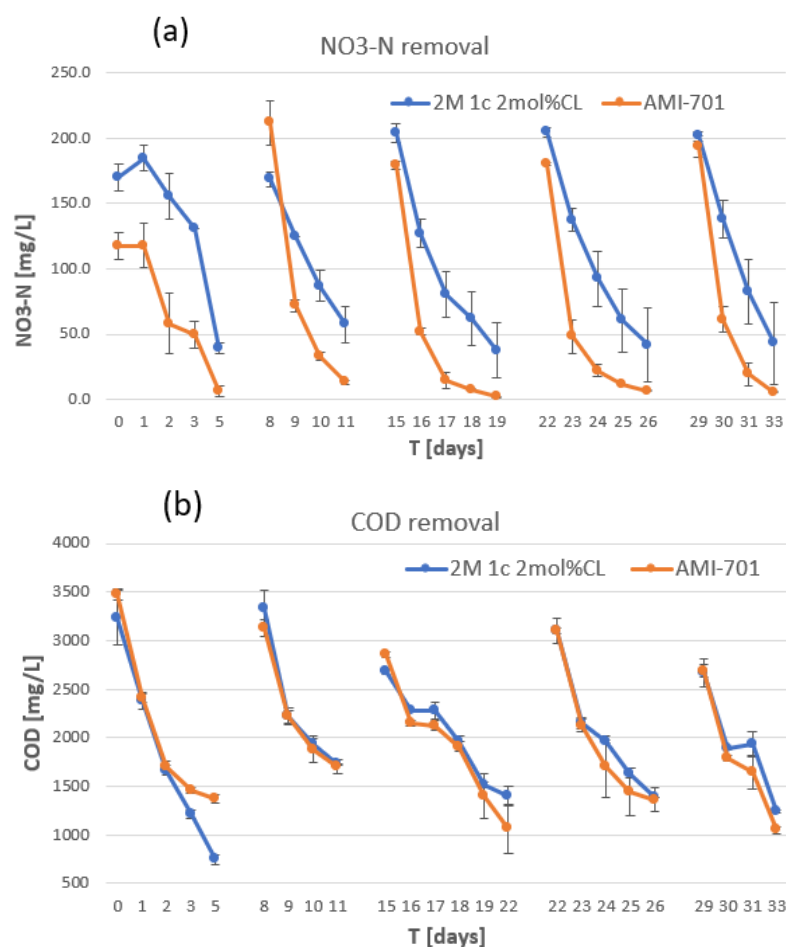 (a)
NO3-N removal
250.0
2M 1c 2mol%CL
AMI-701
200.0
150.0
100.0
50.0
0.0
NO3-N [mg/L]
0 1 2 3 5 8 9 10 11 15 16 17 18 19 22 23 24 25 26 29 30 31 33
T [days]
(b)
COD removal
4000
2M 1c 2mol%CL
AMI-701
3500
3000
2500
2000
1500
1000
500
COD [mg/L]
0 1 2 3 5 8 9 10 11 15 16 17 18 19 22 22 23 24 25 26 29 30 31 33
T [days]